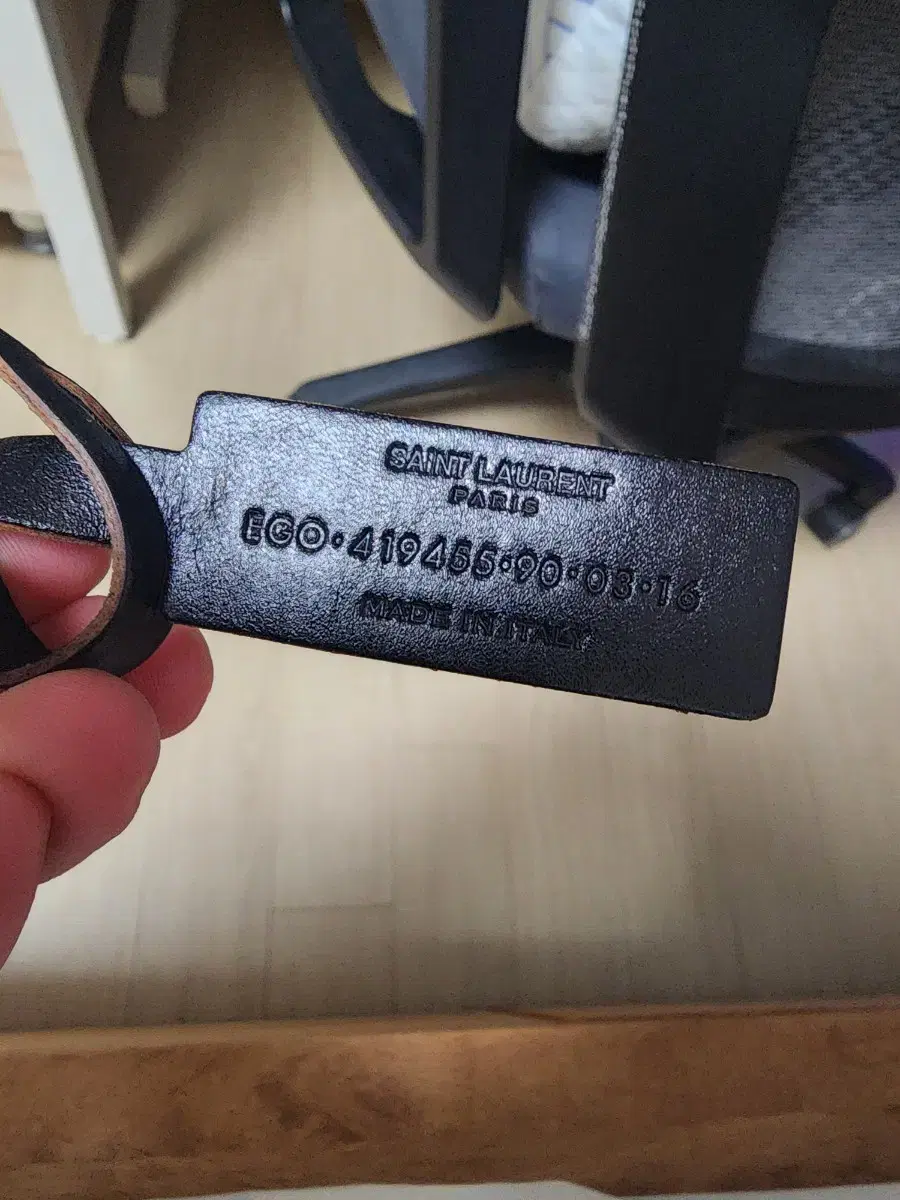 SAINT LAURENT
PARIS
EGO·419455·90·03·16
MADE IN ITALY